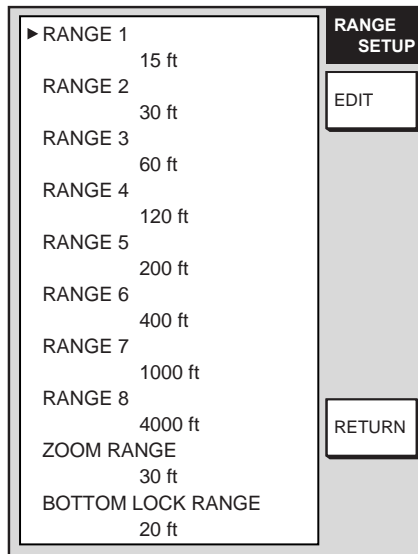 ▶RANGE 1
15 ft
RANGE 2
30 ft
RANGE 3
60 ft
RANGE 4
120 ft
RANGE 5
200 ft
RANGE 6
400 ft
RANGE 7
1000 ft
RANGE 8
4000 ft
ZOOM RANGE
30 ft
BOTTOM LOCK RANGE
20 ft
RANGE
SETUP
EDIT
RETURN